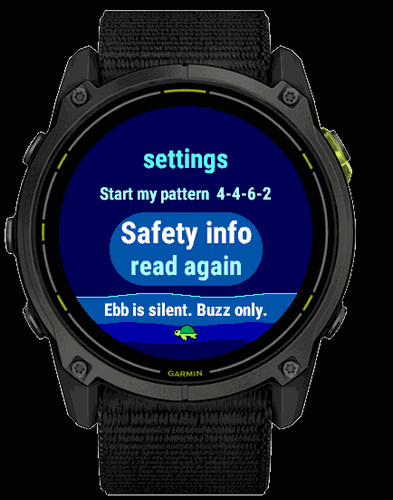 settings
Start my pattern 4-4-6-2
Safety info
read again
Ebb is silent. Buzz only.
GARMIN